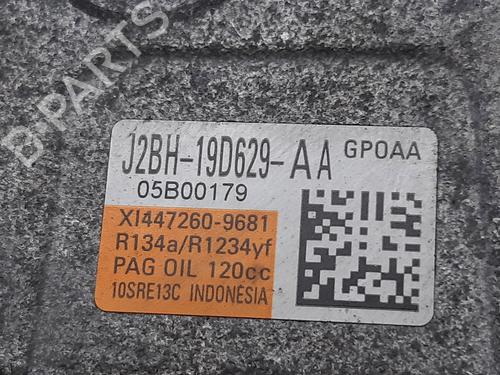 B-PARTS
J2BH-19D629-AA GPOAA
05B00179
XI447260-9681
R134a/R1234yf
PAG OIL 120cc
10SRE13C INDONESIA